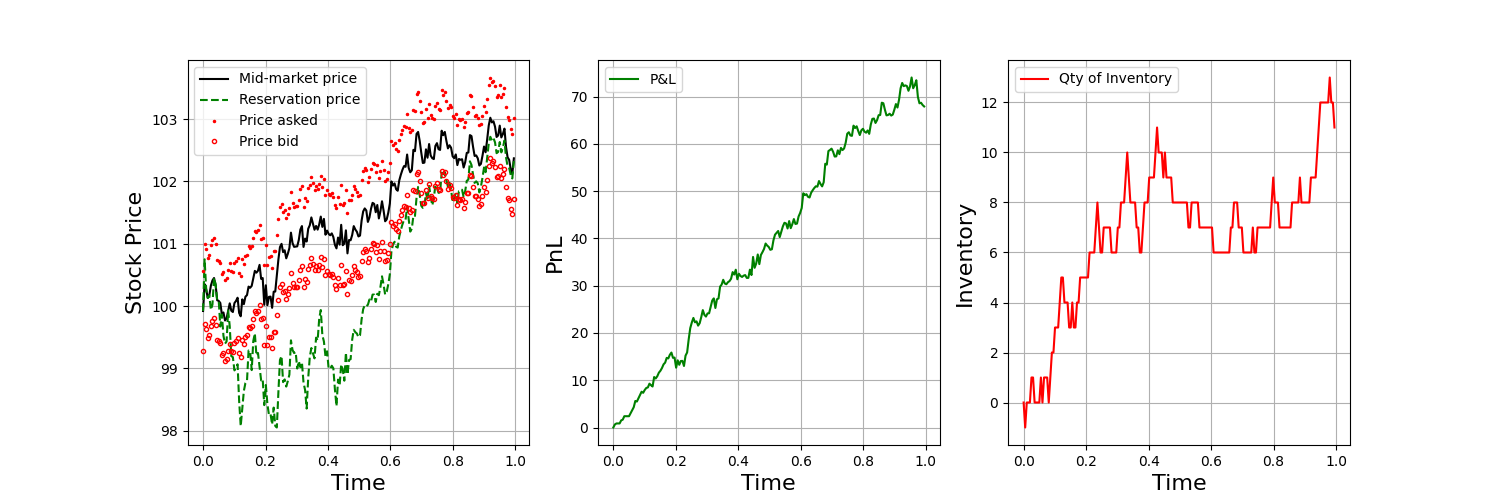 Stock Price
103
102
101
100
99
98
Mid-market price
Reservation price
Price asked
Price bid
0.0 0.2 0.4 0.6 0.8 1.0
Time
PnL
70
60
50
40
30
20
10
0
P&L
0.0 0.2 0.4 0.6 0.8 1.0
Time
Inventory
12
10
8
6
4
2
0
Qty of Inventory
0.0 0.2 0.4 0.6 0.8 1.0
Time